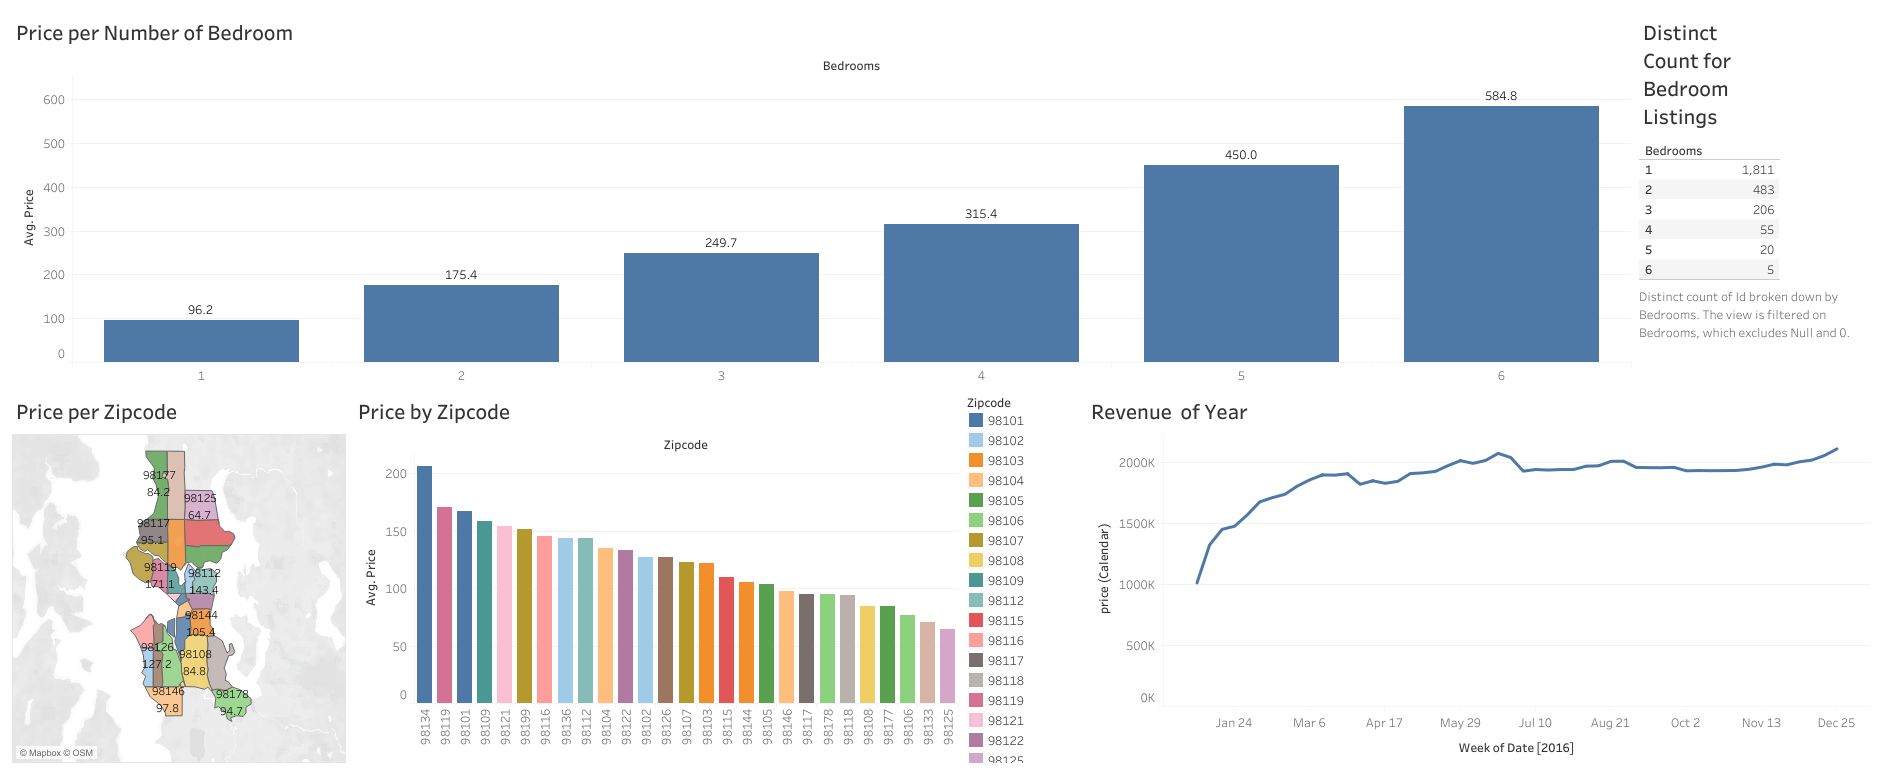 Price per Number of Bedroom
Bedrooms
Avg. Price
600
500
400
300
200
100
0
96.2
175.4
249.7
315.4
450.0
584.8
1
2
3
4
5
6
Distinct
Count for
Bedroom
Listings
Bedrooms
1 1,811
2 483
3 206
4 55
5 20
6 5
Distinct count of Id broken down by
Bedrooms. The view is filtered on
Bedrooms, which excludes Null and 0.
Price per Zipcode
98177
84.2
98125
64.7
98117
95.1
98119
171.1
98112
143.4
98144
105.4
98126
127.2
98108
84.8
98146
97.8
98178
94.7
© Mapbox © OSM
Price by Zipcode
Zipcode
Avg. Price
200
150
100
50
0
98134
98119
98101
98109
98121
98199
98116
98136
98112
98104
98122
98102
98126
98107
98103
98115
98144
98105
98146
98117
98178
98118
98108
98177
98106
98133
98125
Zipcode
98101
98102
98103
98104
98105
98106
98107
98108
98109
98112
98115
98116
98117
98118
98119
98121
98122
98125
Revenue of Year
price (Calendar)
2000K
1500K
1000K
500K
0K
Jan 24
Mar 6
Apr 17
May 29
Jul 10
Aug 21
Oct 2
Nov 13
Dec 25
Week of Date [2016]